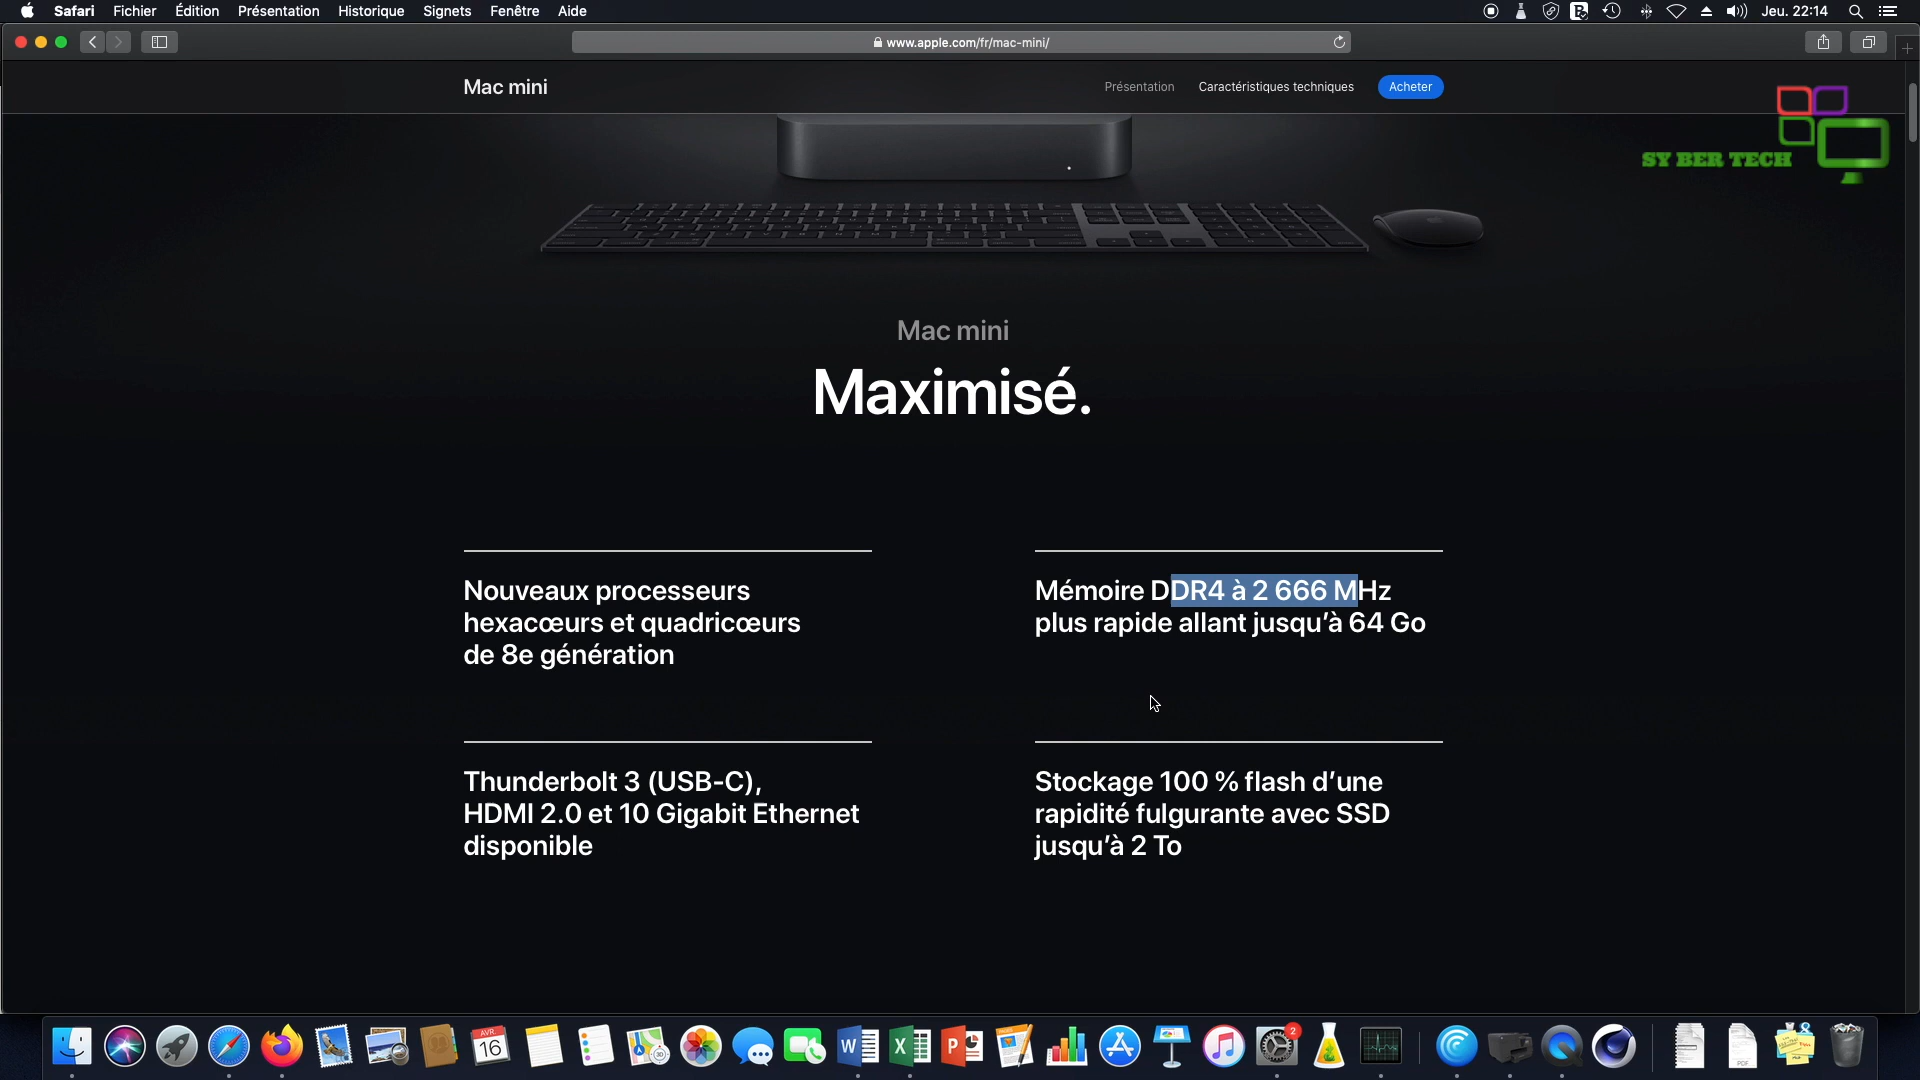 Safari Fichier Édition Présentation Historique Signets Fenêtre Aide Jeu. 22:14
www.apple.com/fr/mac-mini/
Mac mini
Présentation Caractéristiques techniques Acheter
SY BER TECH
Mac mini
Maximisé.
Nouveaux processeurs
hexacœurs et quadricœurs
de 8e génération
Mémoire DDR4 à 2 666 MHz
plus rapide allant jusqu’à 64 Go
Thunderbolt 3 (USB-C),
HDMI 2.0 et 10 Gigabit Ethernet
disponible
Stockage 100 % flash d’une
rapidité fulgurante avec SSD
jusqu’à 2 To
AVR.
16
W
X
P
2
PDF